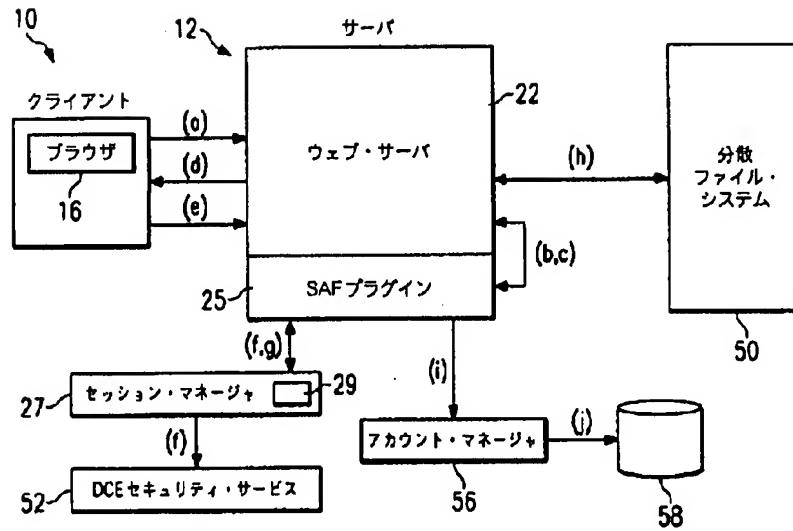 10
12
サーバ
クライアント
ブラウザ
16
(a)
(d)
(e)
22
ウェブ・サーバ
(h)
分散
ファイル・
システム
50
(b,c)
25
SAFプラグイン
(f,g)
(i)
27
セッション・マネージャ
29
(f)
アカウント・マネージャ
56
(j)
58
52
DCEセキュリティ・サービス